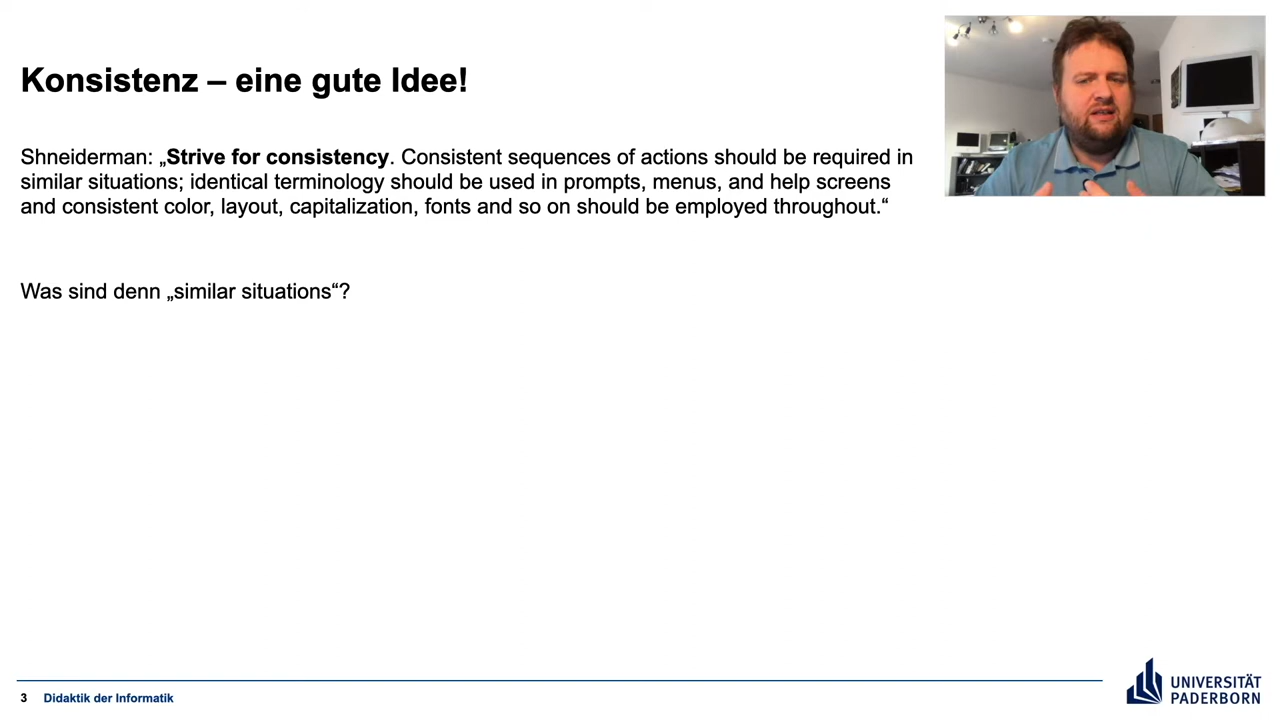 Konsistenz – eine gute Idee!
Shneiderman: „Strive for consistency. Consistent sequences of actions should be required in
similar situations; identical terminology should be used in prompts, menus, and help screens
and consistent color, layout, capitalization, fonts and so on should be employed throughout.“
Was sind denn „similar situations“?
3 Didaktik der Informatik
UNIVERSITÄT
PADERBORN